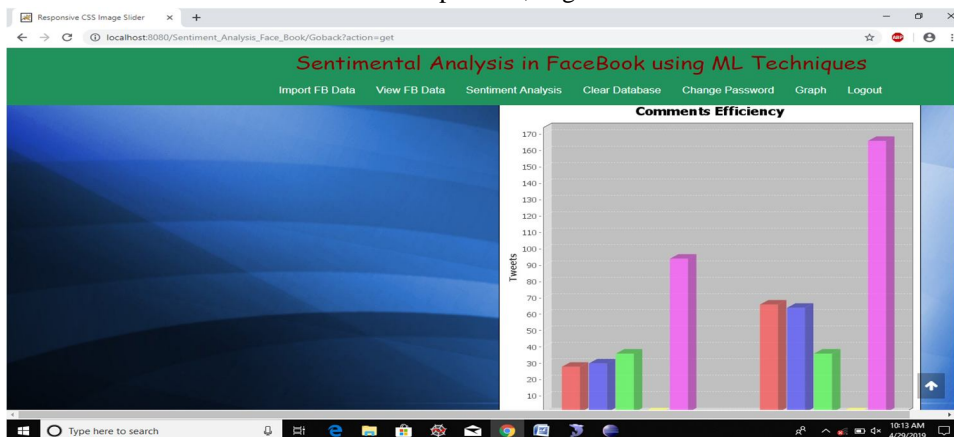 Responsive CSS Image Slider
localhost:8080/Sentiment_Analysis_Face_Book/Goback?action=get
ABP
Sentimental Analysis in FaceBook using ML Techniques
Import FB Data View FB Data Sentiment Analysis Clear Database Change Password Graph Logout
Comments Efficiency
170
160
150
140
130
120
110
100
90
80
70
60
50
40
30
20
10
Tweets
Type here to search
10:13 AM
4/29/2019